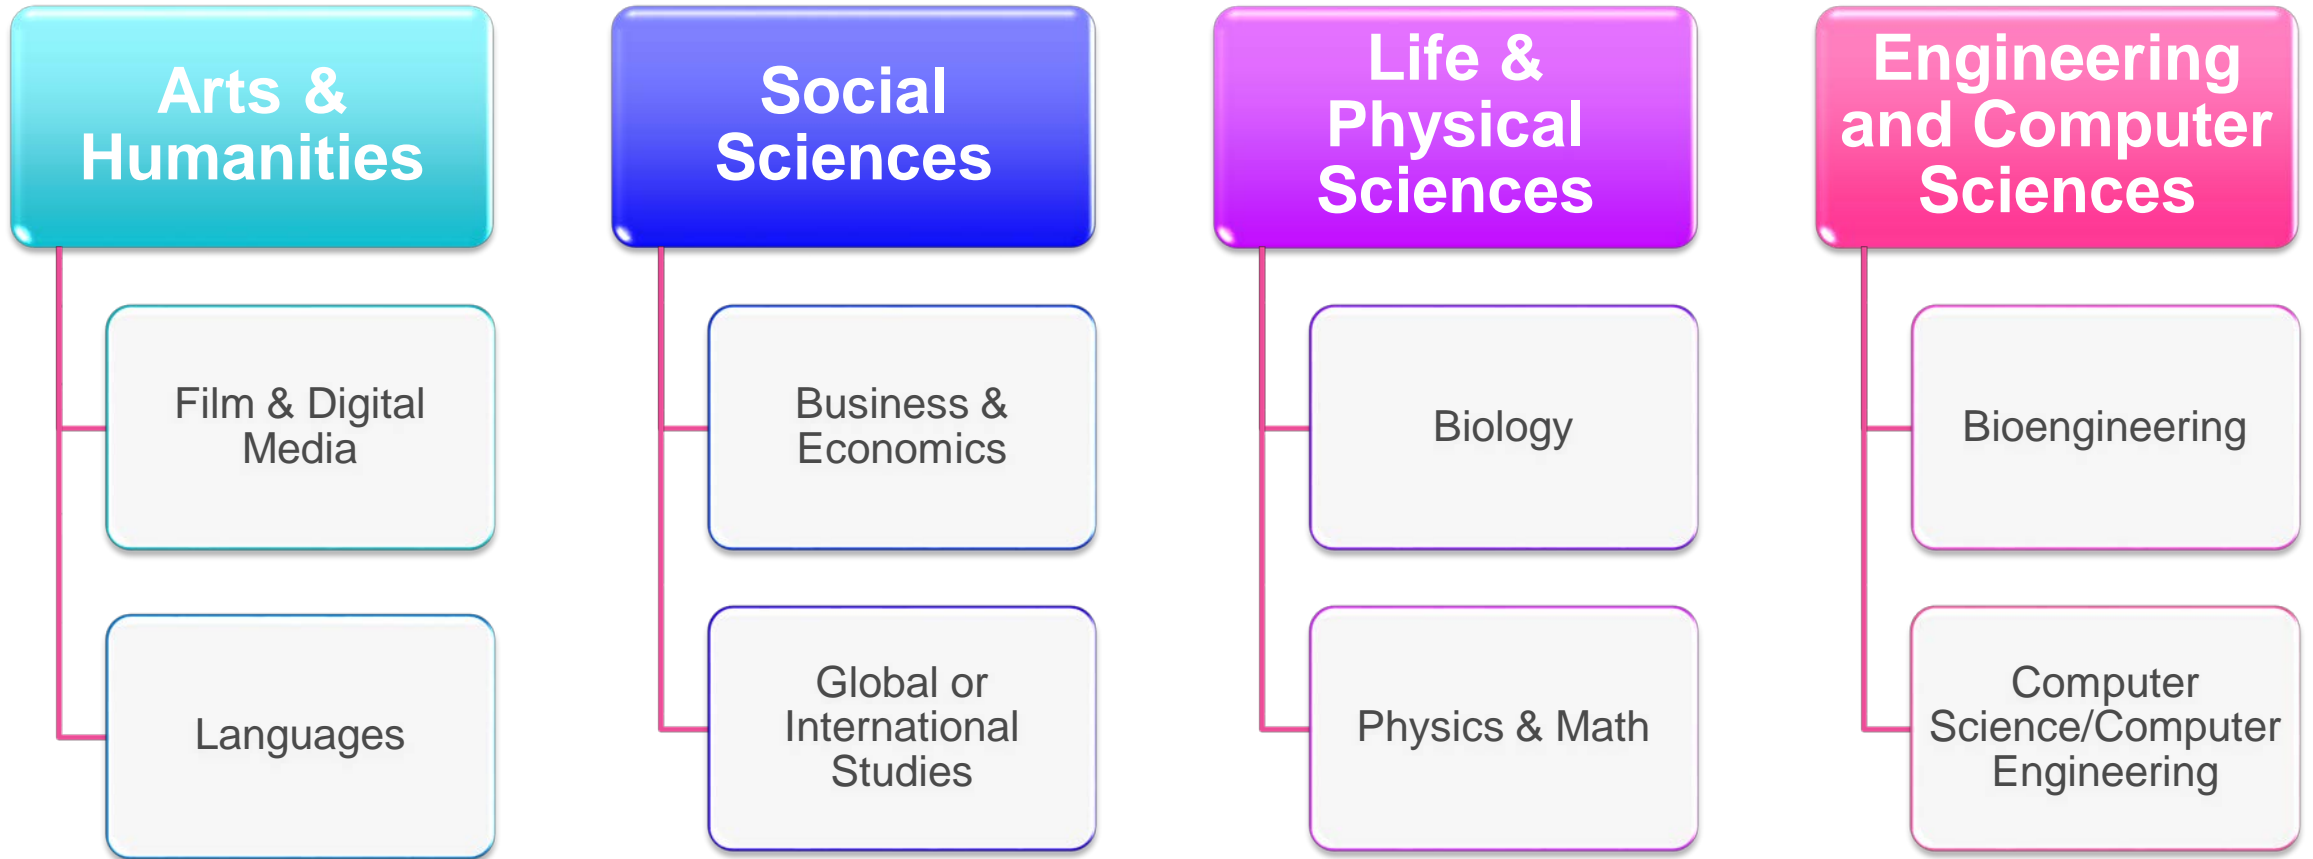 Arts &
Humanities
Film & Digital
Media
Languages
Social
Sciences
Business &
Economics
Global or
International
Studies
Life &
Physical
Sciences
Biology
Physics & Math
Engineering
and Computer
Sciences
Bioengineering
Computer
Science/Computer
Engineering